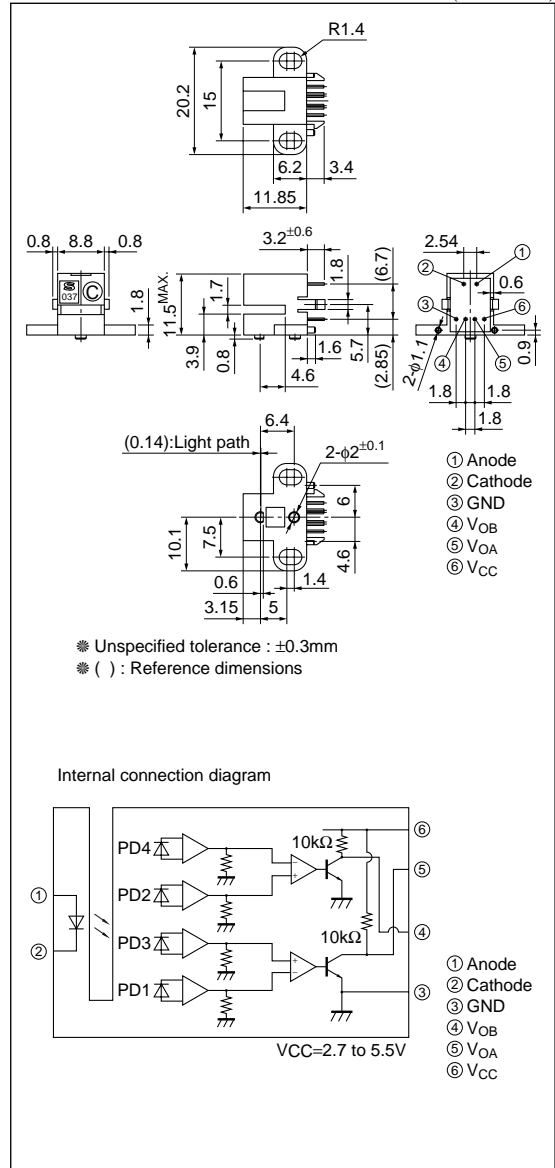 R1.4
20.2
15
6.2
3.4
11.85
0.8
8.8
0.8
S
037
C
1.8
11.5MAX.
1.7
3.9
0.8
3.2±0.6
1.8
(6.7)
1.6
5.7
(2.85)
4.6
2.54
①
②
0.6
③
⑥
④
⑤
2-φ1.1
0.9
1.8
1.8
1.8
(0.14):Light path
6.4
2-φ2±0.1
10.1
7.5
6
4.6
0.6
1.4
3.15
5
① Anode
② Cathode
③ GND
④ VOB
⑤ VOA
⑥ VCC
※ Unspecified tolerance : ±0.3mm
※ ( ) : Reference dimensions
Internal connection diagram
PD4
PD2
PD3
PD1
①
②
−
+
+
−
10kΩ
10kΩ
⑥
⑤
④
③
VCC=2.7 to 5.5V
① Anode
② Cathode
③ GND
④ VOB
⑤ VOA
⑥ VCC